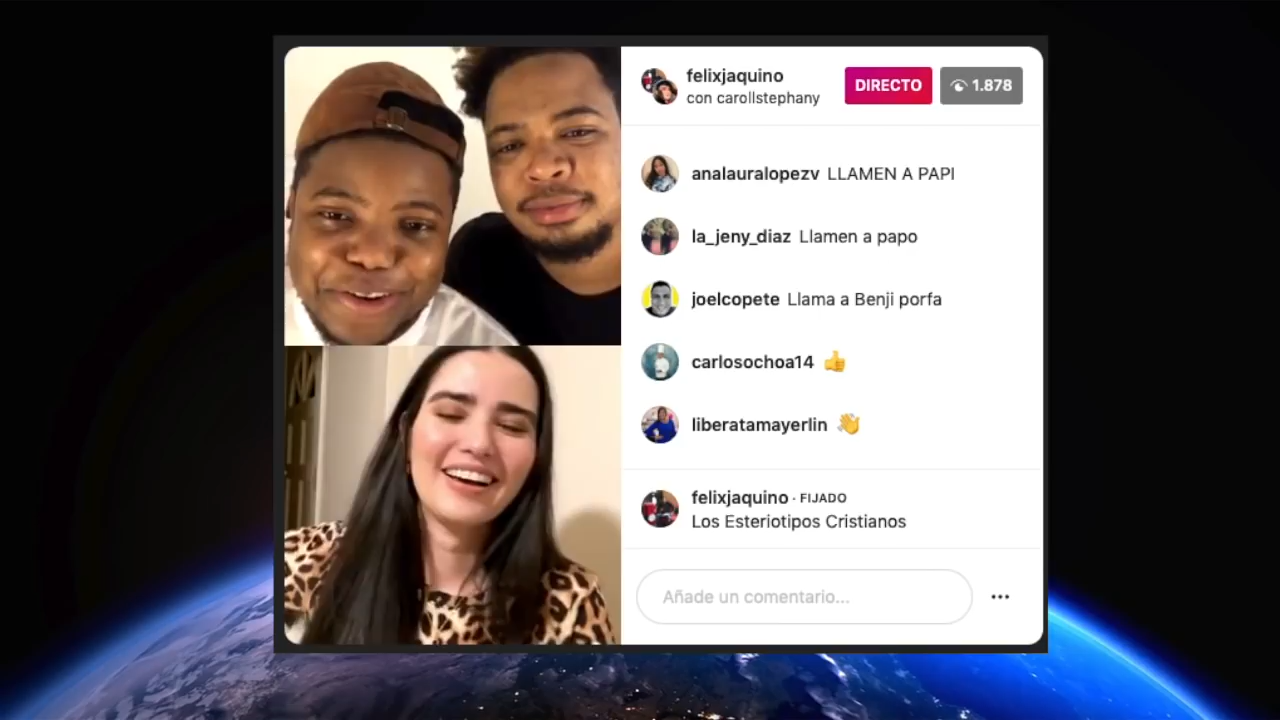 felixjaquino
con carollstephany
DIRECTO
1.878
analauralopezv LLAMEN A PAPI
la_jeny_diaz Llamen a papo
joelcopete Llama a Benji porfa
carlosochoa14 👍
liberatamayerlin 👏
felixjaquino · FIJADO
Los Esteriotipos Cristianos
Añade un comentario...